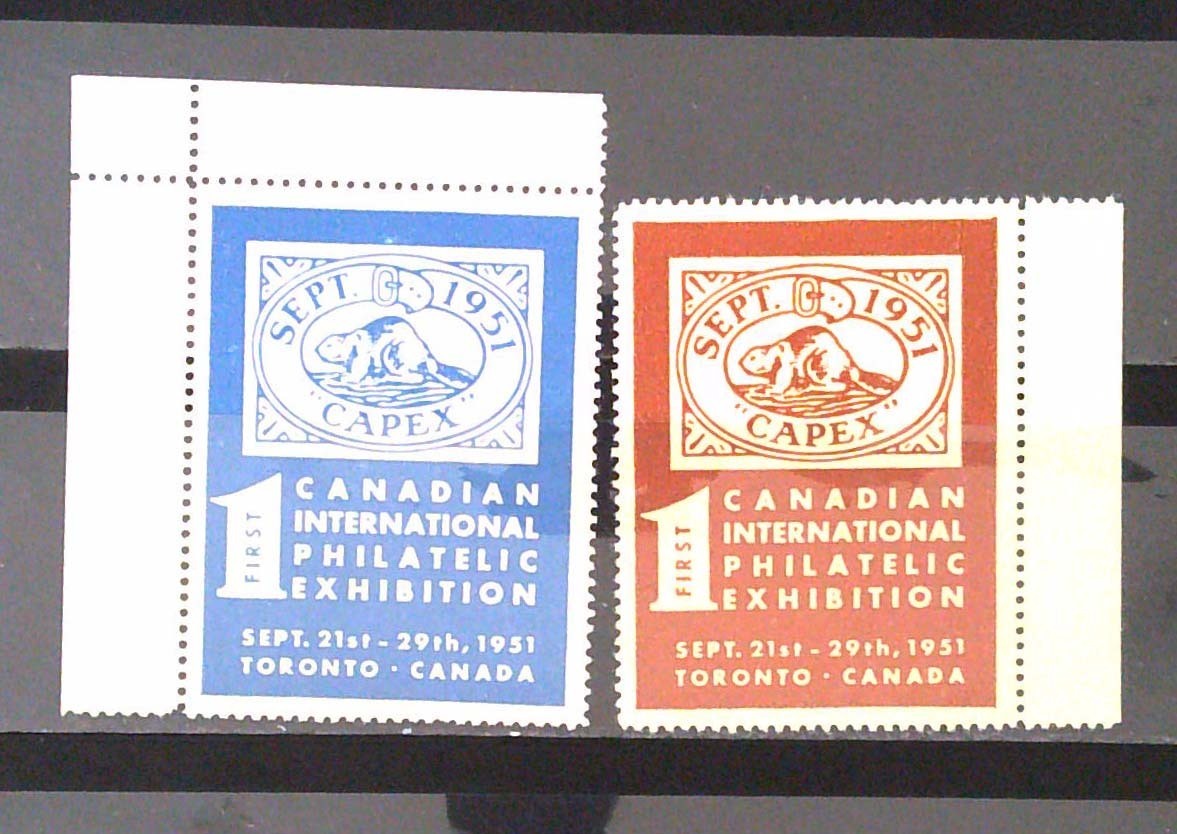 SEPT. 1951
"CAPEX"
1 FIRST
CANADIAN
INTERNATIONAL
PHILATELIC
EXHIBITION
SEPT. 21st - 29th, 1951
TORONTO · CANADA
SEPT. 1951
"CAPEX"
1 FIRST
CANADIAN
INTERNATIONAL
PHILATELIC
EXHIBITION
SEPT. 21st - 29th, 1951
TORONTO · CANADA